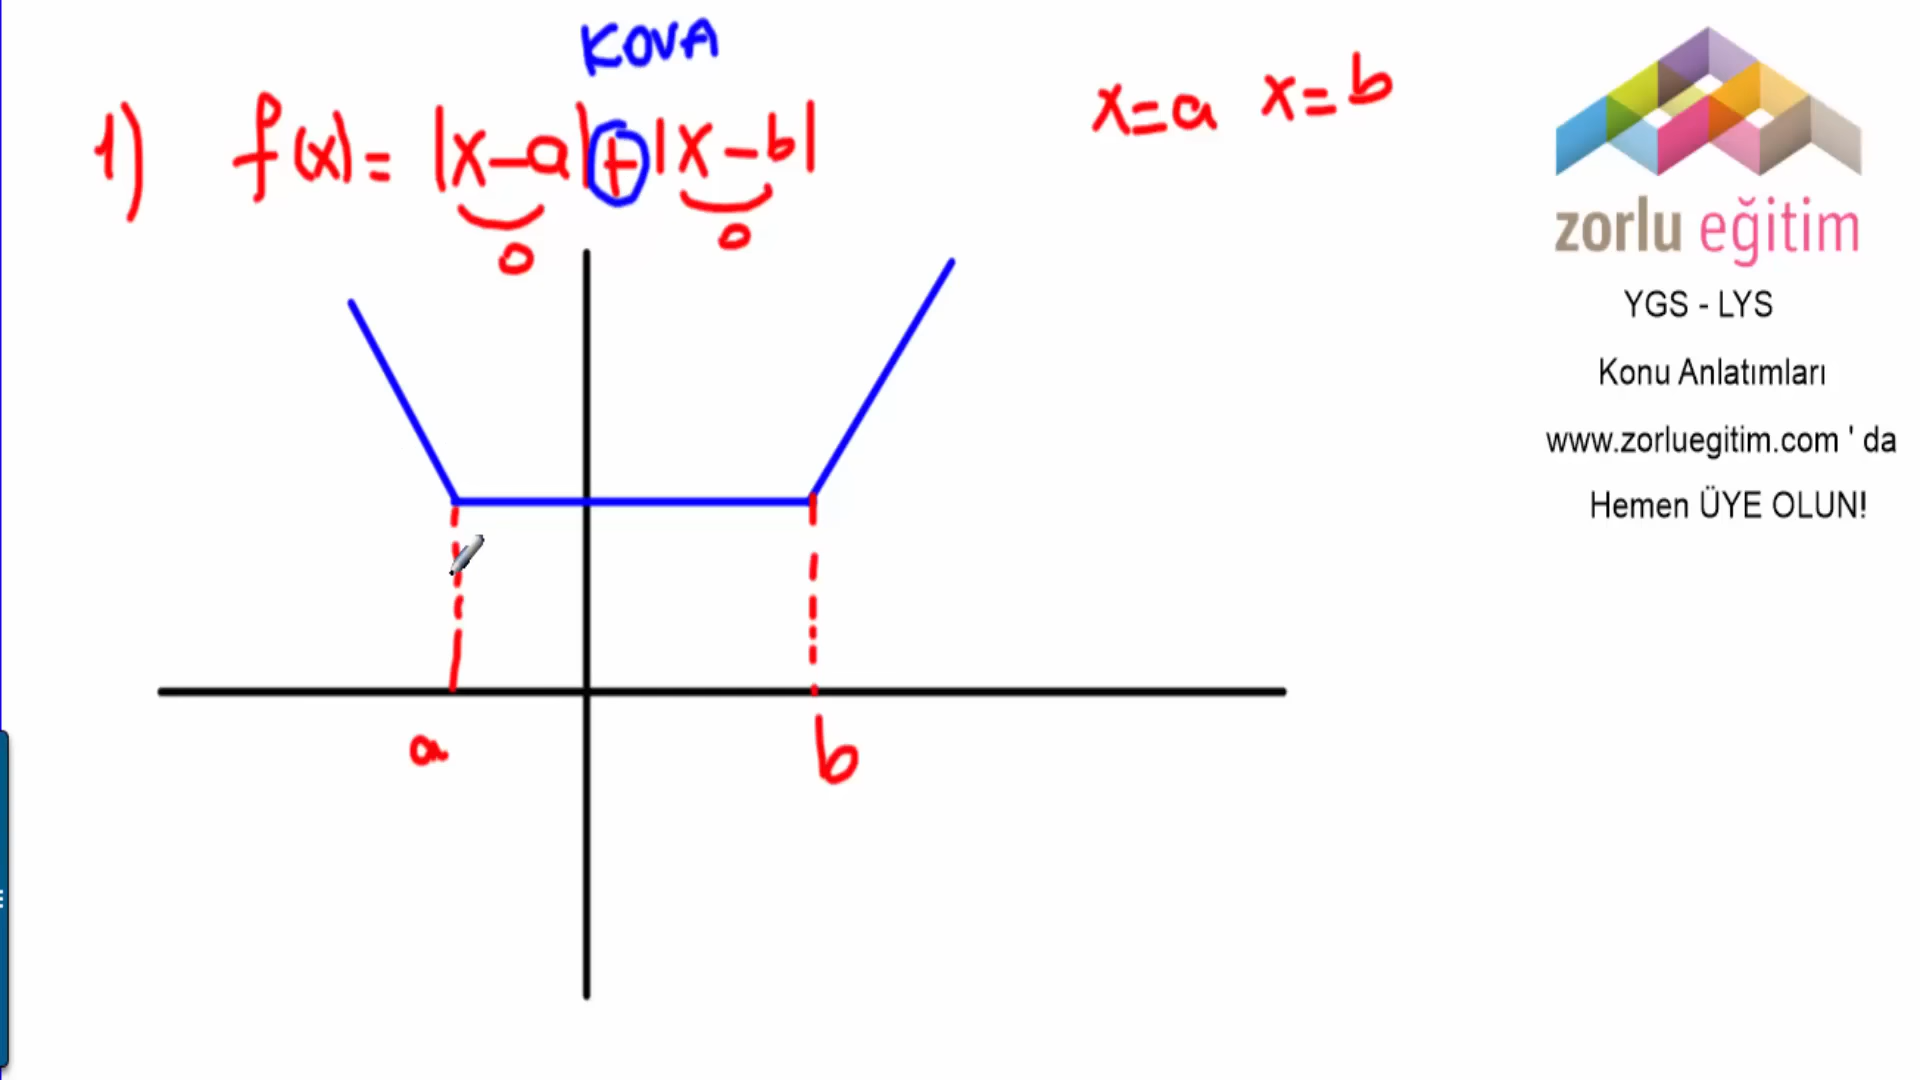 KOVA
1) f(x) = |x-a| + |x-b|
0 0
x=a x=b
a b
zorlu eğitim
YGS - LYS
Konu Anlatımları
www.zorluegitim.com ' da
Hemen ÜYE OLUN!